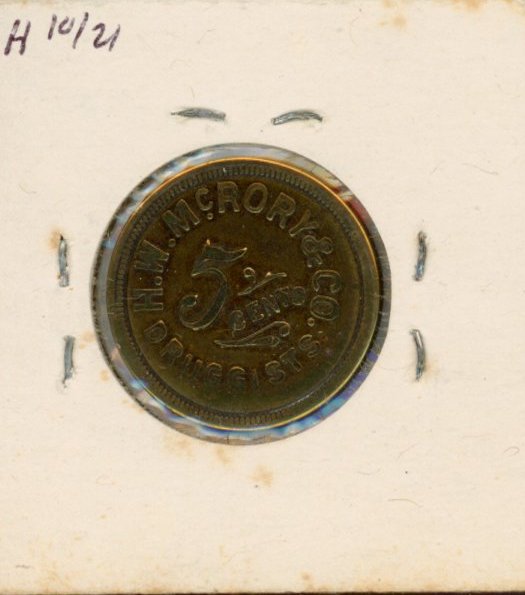 H 10/21
H.W. McRORY & CO.
5
CENTS
DRUGGISTS.